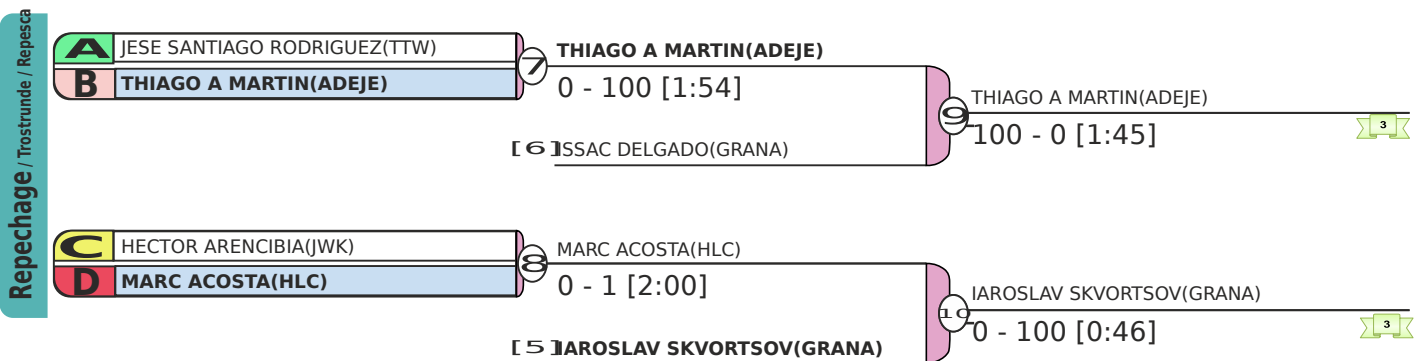 Repechage / Trostrunde / Repesca
A JESE SANTIAGO RODRIGUEZ(TTW)
B THIAGO A MARTIN(ADEJE)
7 THIAGO A MARTIN(ADEJE)
0 - 100 [1:54]
[6] ISSAC DELGADO(GRANA)
9 THIAGO A MARTIN(ADEJE)
100 - 0 [1:45]
3
C HECTOR ARENCIBIA(JWK)
D MARC ACOSTA(HLC)
8 MARC ACOSTA(HLC)
0 - 1 [2:00]
[5] IAROSLAV SKVORTSOV(GRANA)
10 IAROSLAV SKVORTSOV(GRANA)
0 - 100 [0:46]
3